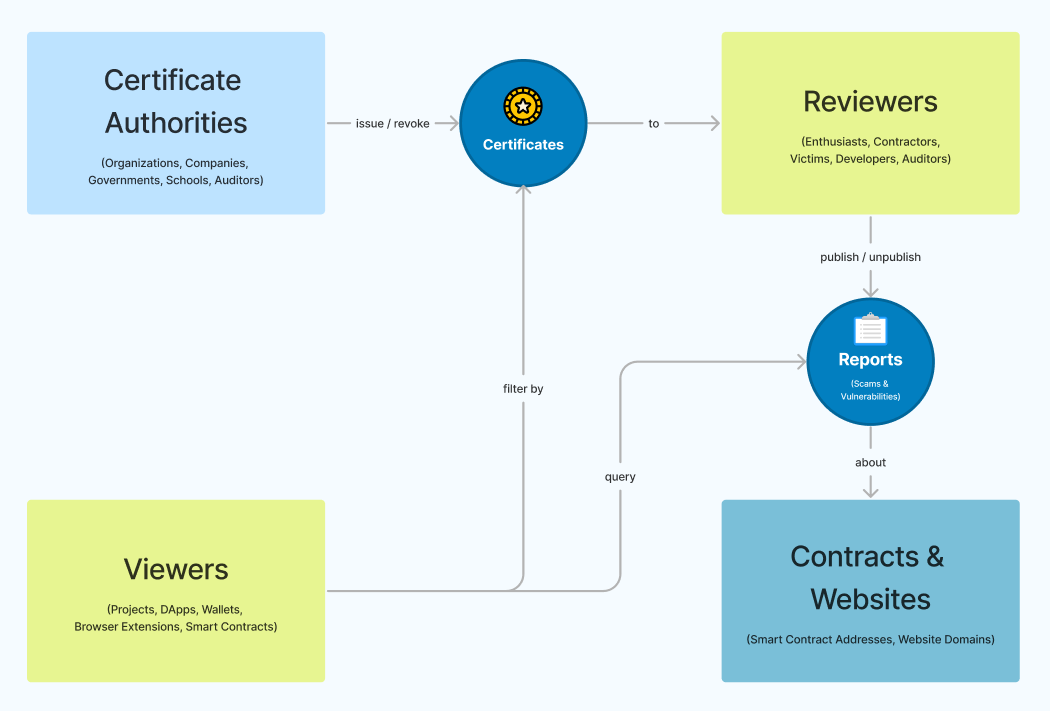 Certificate
Authorities
(Organizations, Companies,
Governments, Schools, Auditors)
issue / revoke
Certificates
to
Reviewers
(Enthusiasts, Contractors,
Victims, Developers, Auditors)
publish / unpublish
Reports
(Scams &
Vulnerabilities)
filter by
query
about
Viewers
(Projects, DApps, Wallets,
Browser Extensions, Smart Contracts)
Contracts &
Websites
(Smart Contract Addresses, Website Domains)